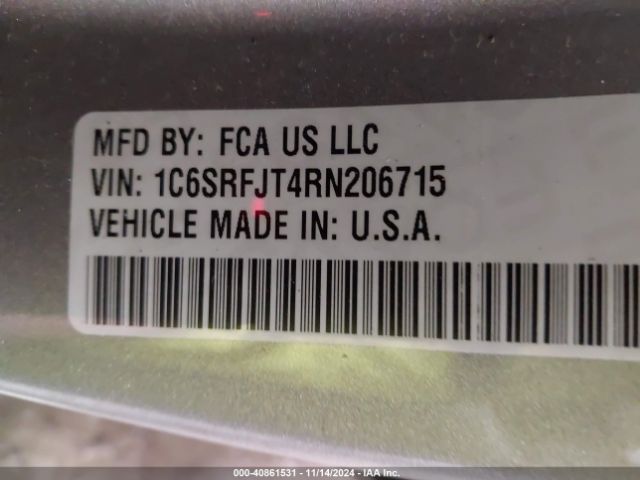 MFD BY: FCA US LLC
VIN: 1C6SRFJT4RN206715
VEHICLE MADE IN: U.S.A.
000-40861531 - 11/14/2024 - IAA Inc.